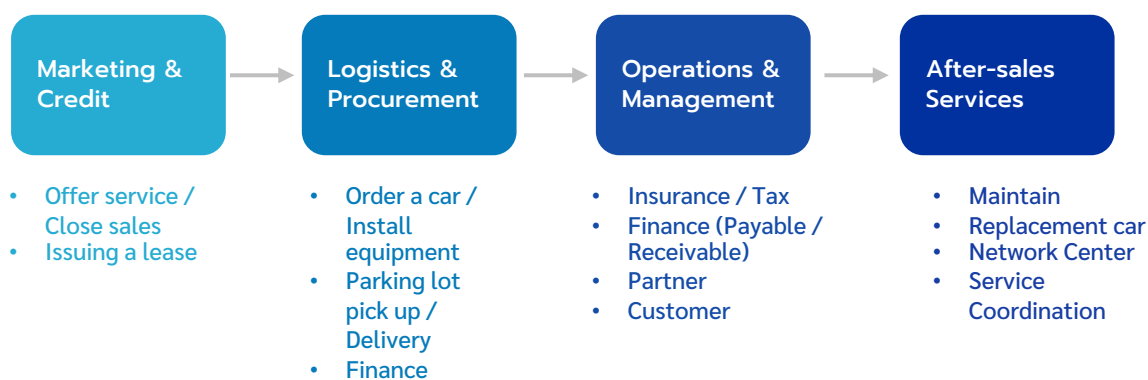 Marketing &
Credit
Logistics &
Procurement
Operations &
Management
After-sales
Services
• Offer service /
Close sales
• Issuing a lease
• Order a car /
Install
equipment
• Parking lot
pick up /
Delivery
• Finance
• Insurance / Tax
• Finance (Payable /
Receivable)
• Partner
• Customer
• Maintain
• Replacement car
• Network Center
• Service
Coordination